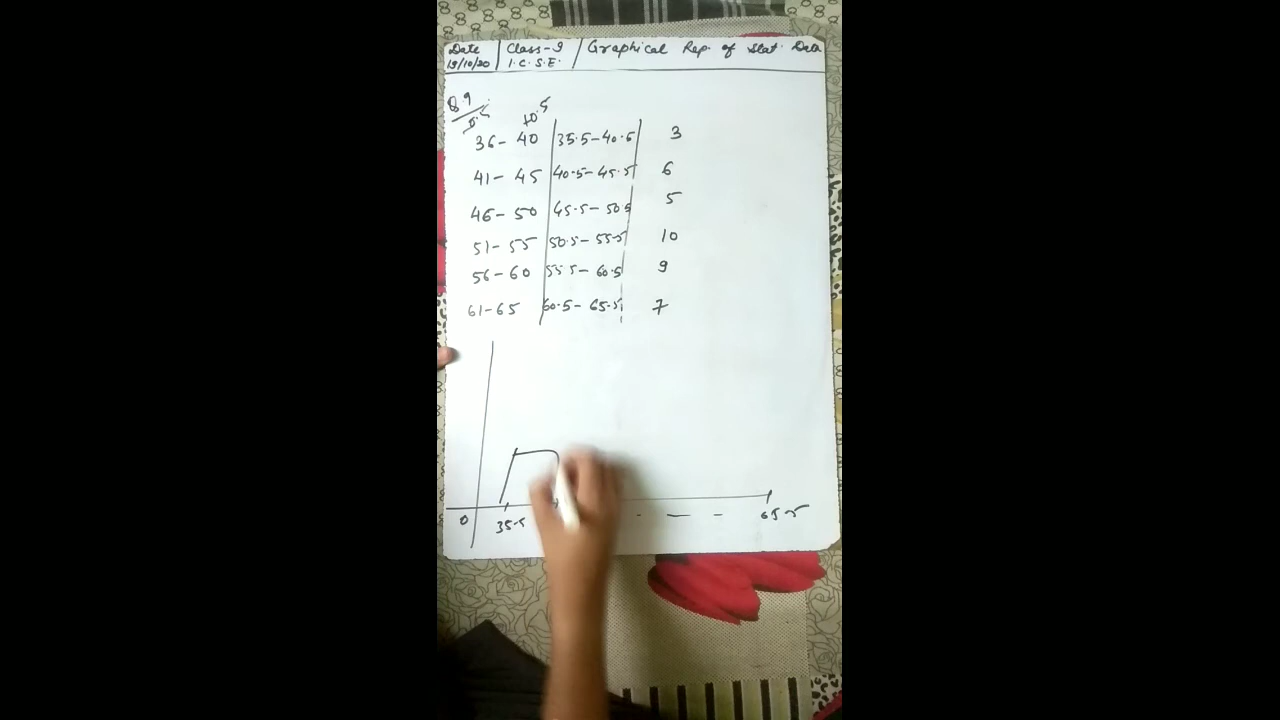 Date | Class-9 / Graphical Rep. of Stat. Data
19/10/20 | I.C.S.E.
Q.9
40.5
36-40 35.5-40.5 3
41-45 40.5-45.5 6
46-50 45.5-50.5 5
51-55 50.5-55.5 10
56-60 55.5-60.5 9
61-65 60.5-65.5 7
0 35.5 - — - 65.5